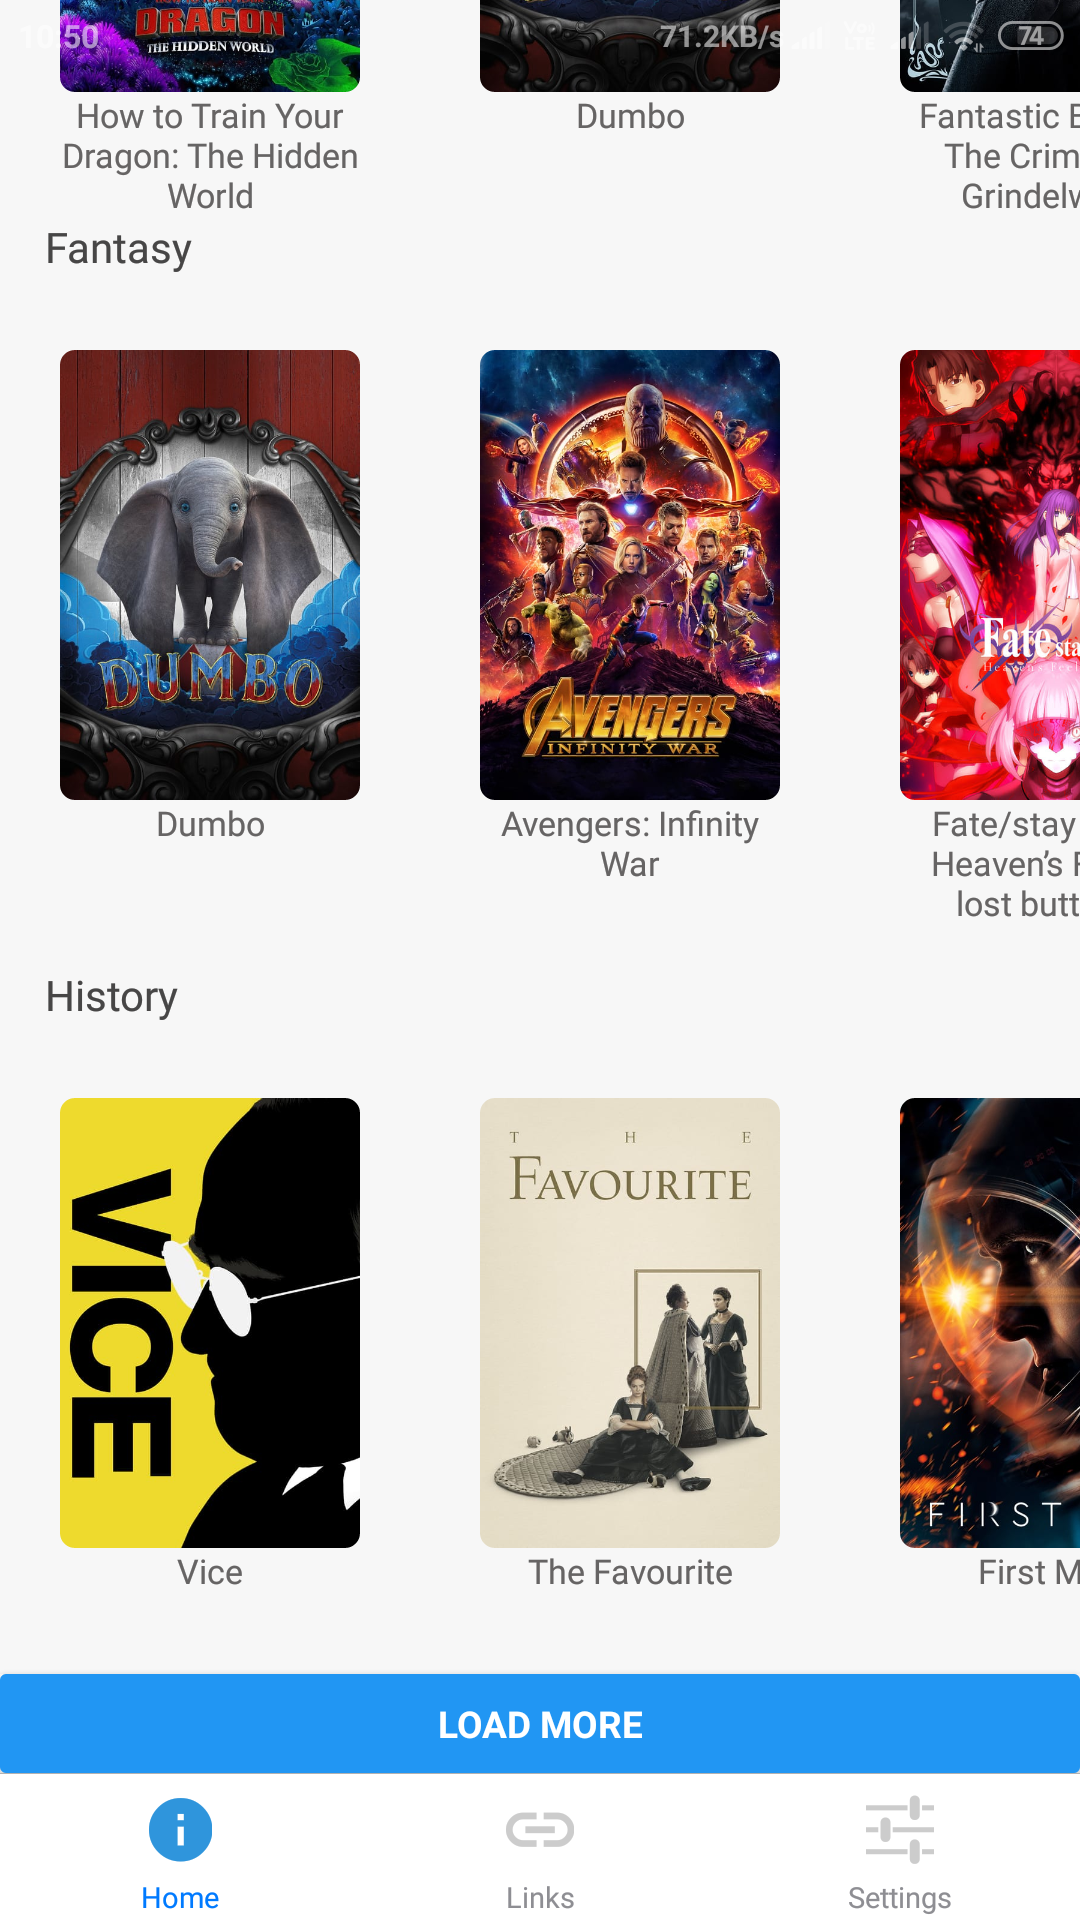 10:50
71.2KB/s
VoLTE
74
DRAGON
THE HIDDEN WORLD
How to Train Your
Dragon: The Hidden
World
Dumbo
Fantastic
The Crim
Grindelw
Fantasy
DUMBO
AVENGERS
INFINITY WAR
Fate/sta
Heaven's Feel
Dumbo
Avengers: Infinity
War
Fate/stay
Heaven’s F
lost butt
History
VICE
THE
FAVOURITE
FIRST
Vice
The Favourite
First M
LOAD MORE
Home
Links
Settings